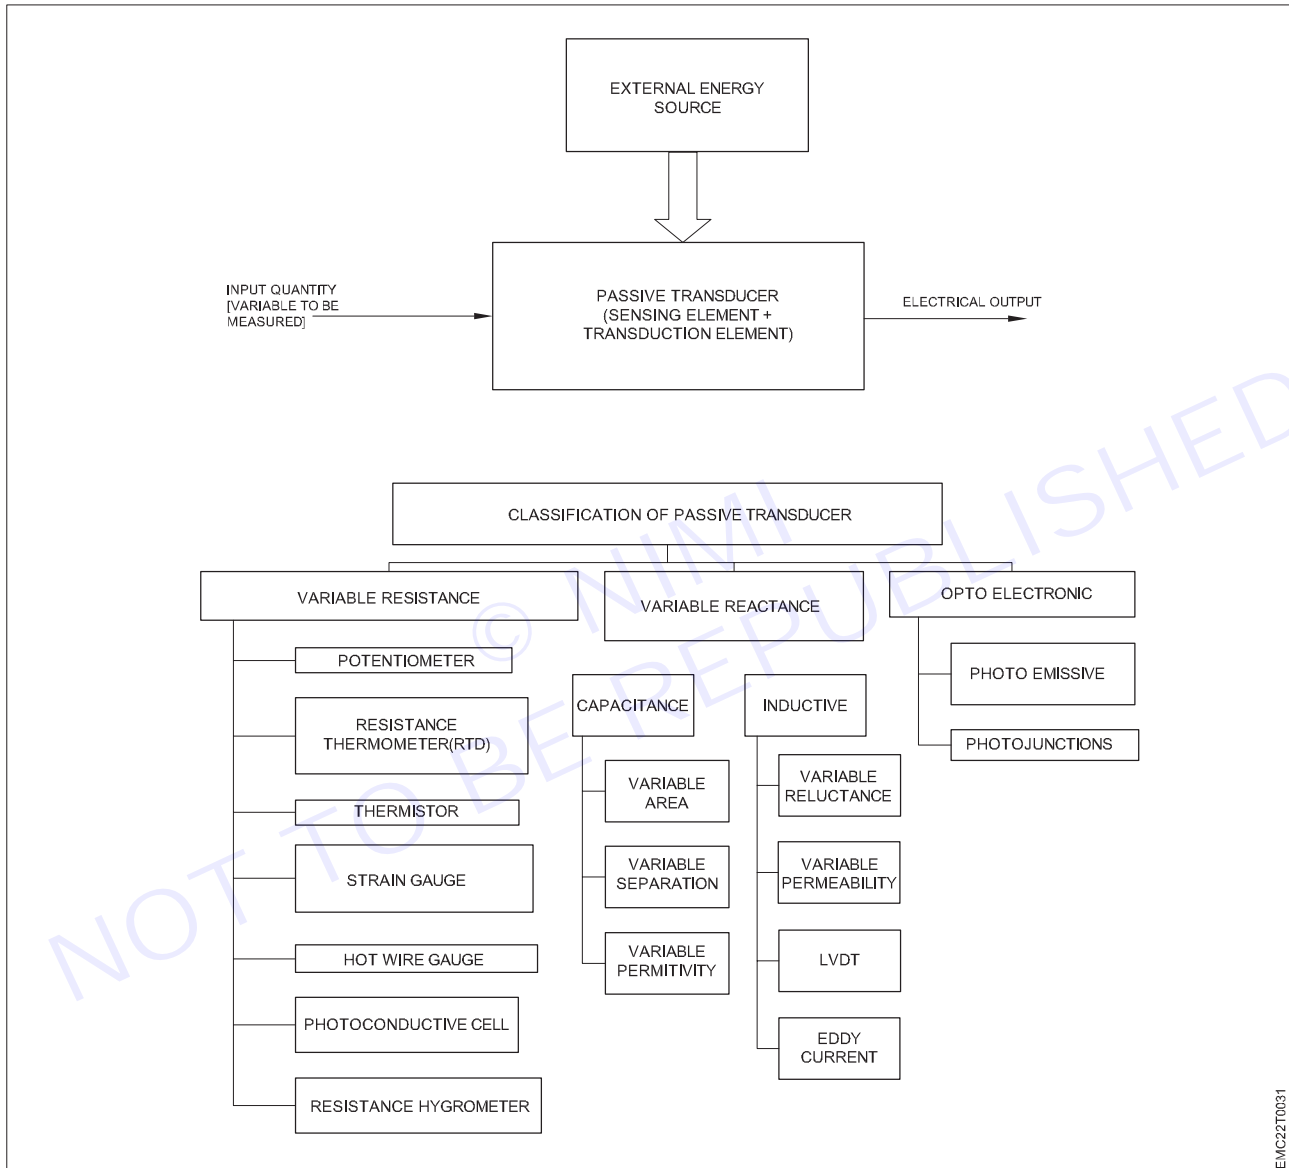 EXTERNAL ENERGY
SOURCE
INPUT QUANTITY
[VARIABLE TO BE
MEASURED]
PASSIVE TRANSDUCER
(SENSING ELEMENT +
TRANSDUCTION ELEMENT)
ELECTRICAL OUTPUT
CLASSIFICATION OF PASSIVE TRANSDUCER
VARIABLE RESISTANCE
POTENTIOMETER
RESISTANCE
THERMOMETER(RTD)
THERMISTOR
STRAIN GAUGE
HOT WIRE GAUGE
PHOTOCONDUCTIVE CELL
RESISTANCE HYGROMETER
VARIABLE REACTANCE
CAPACITANCE
VARIABLE
AREA
VARIABLE
SEPARATION
VARIABLE
PERMITIVITY
INDUCTIVE
VARIABLE
RELUCTANCE
VARIABLE
PERMEABILITY
LVDT
EDDY
CURRENT
OPTO ELECTRONIC
PHOTO EMISSIVE
PHOTOJUNCTIONS
© NIMI
NOT TO BE REPUBLISHED
EMC22T0031